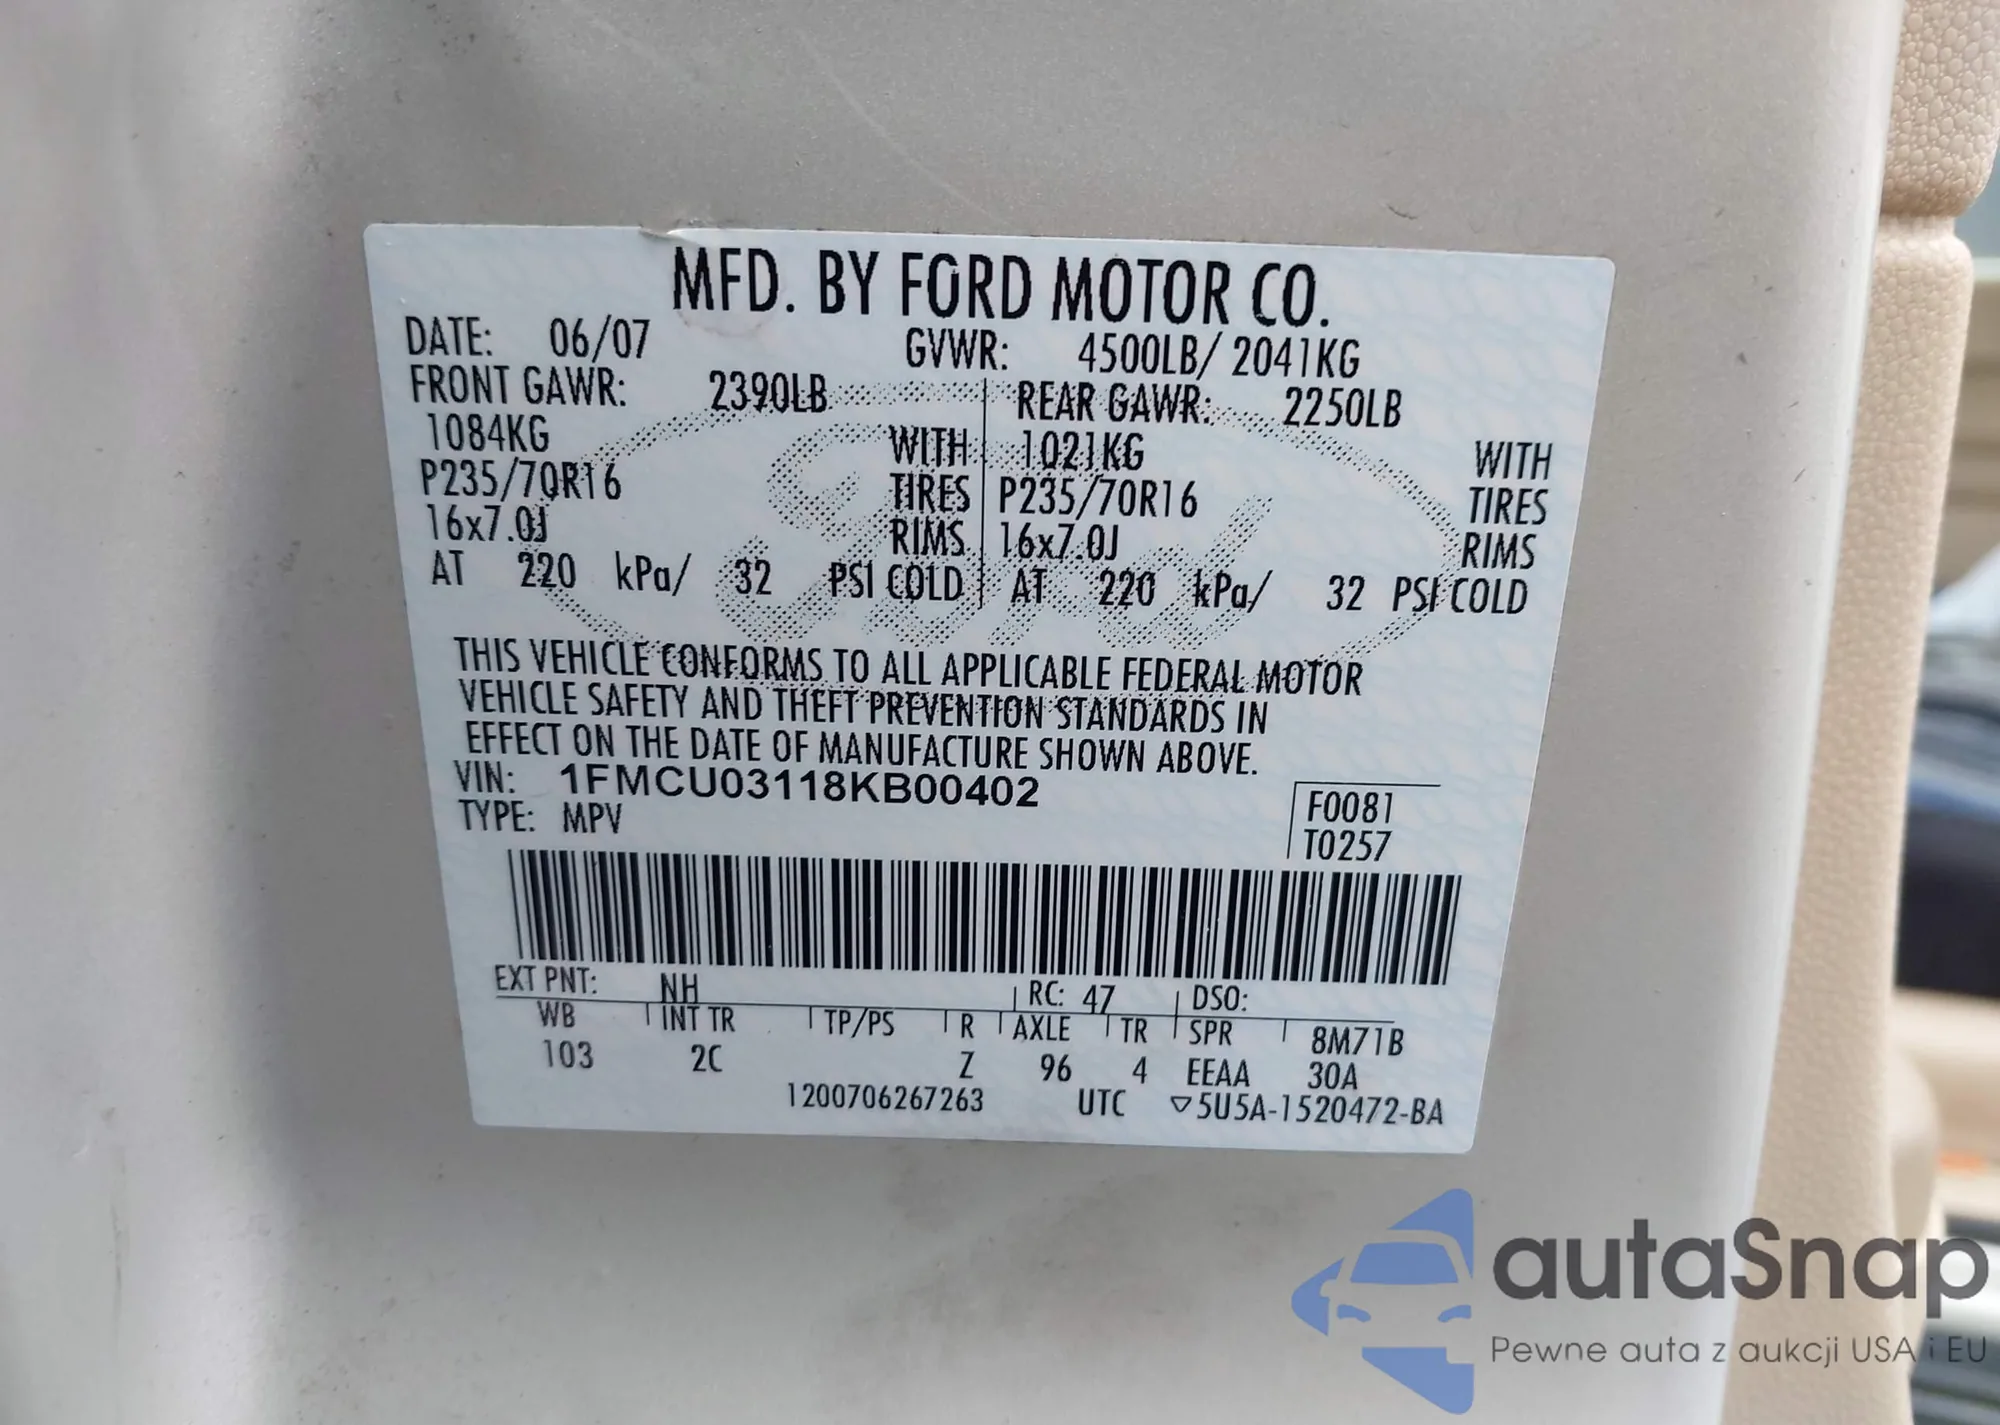 MFD. BY FORD MOTOR CO.
DATE: 06/07 GVWR: 4500LB/ 2041KG
FRONT GAWR: 2390LB REAR GAWR: 2250LB
1084KG WITH 1021KG WITH
P235/70R16 TIRES P235/70R16 TIRES
16x7.0J RIMS 16x7.0J RIMS
AT 220 kPa/ 32 PSI COLD AT 220 kPa/ 32 PSI COLD
THIS VEHICLE CONFORMS TO ALL APPLICABLE FEDERAL MOTOR
VEHICLE SAFETY AND THEFT PREVENTION STANDARDS IN
EFFECT ON THE DATE OF MANUFACTURE SHOWN ABOVE.
VIN: 1FMCU03118KB00402
TYPE: MPV
F0081
T0257
EXT PNT: NH RC: 47 DSO:
WB INT TR TP/PS R AXLE TR SPR 8M71B
103 2C Z 96 4 EEAA 30A
1200706267263 UTC ▽5U5A-1520472-BA
Ford
autaSnap
Pewne auta z aukcji USA i EU